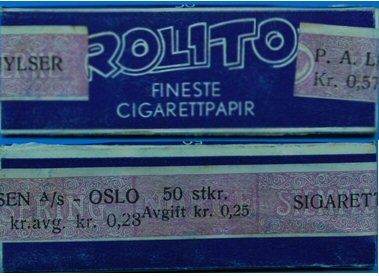 YLSER
ROLITO
P. A. L
Kr. 0,57
FINESTE
CIGARETTPAPIR
SEN A/s - OSLO
50 stkr.
SIGARETT
kr.avg. kr. 0,23
Avgift kr. 0,25